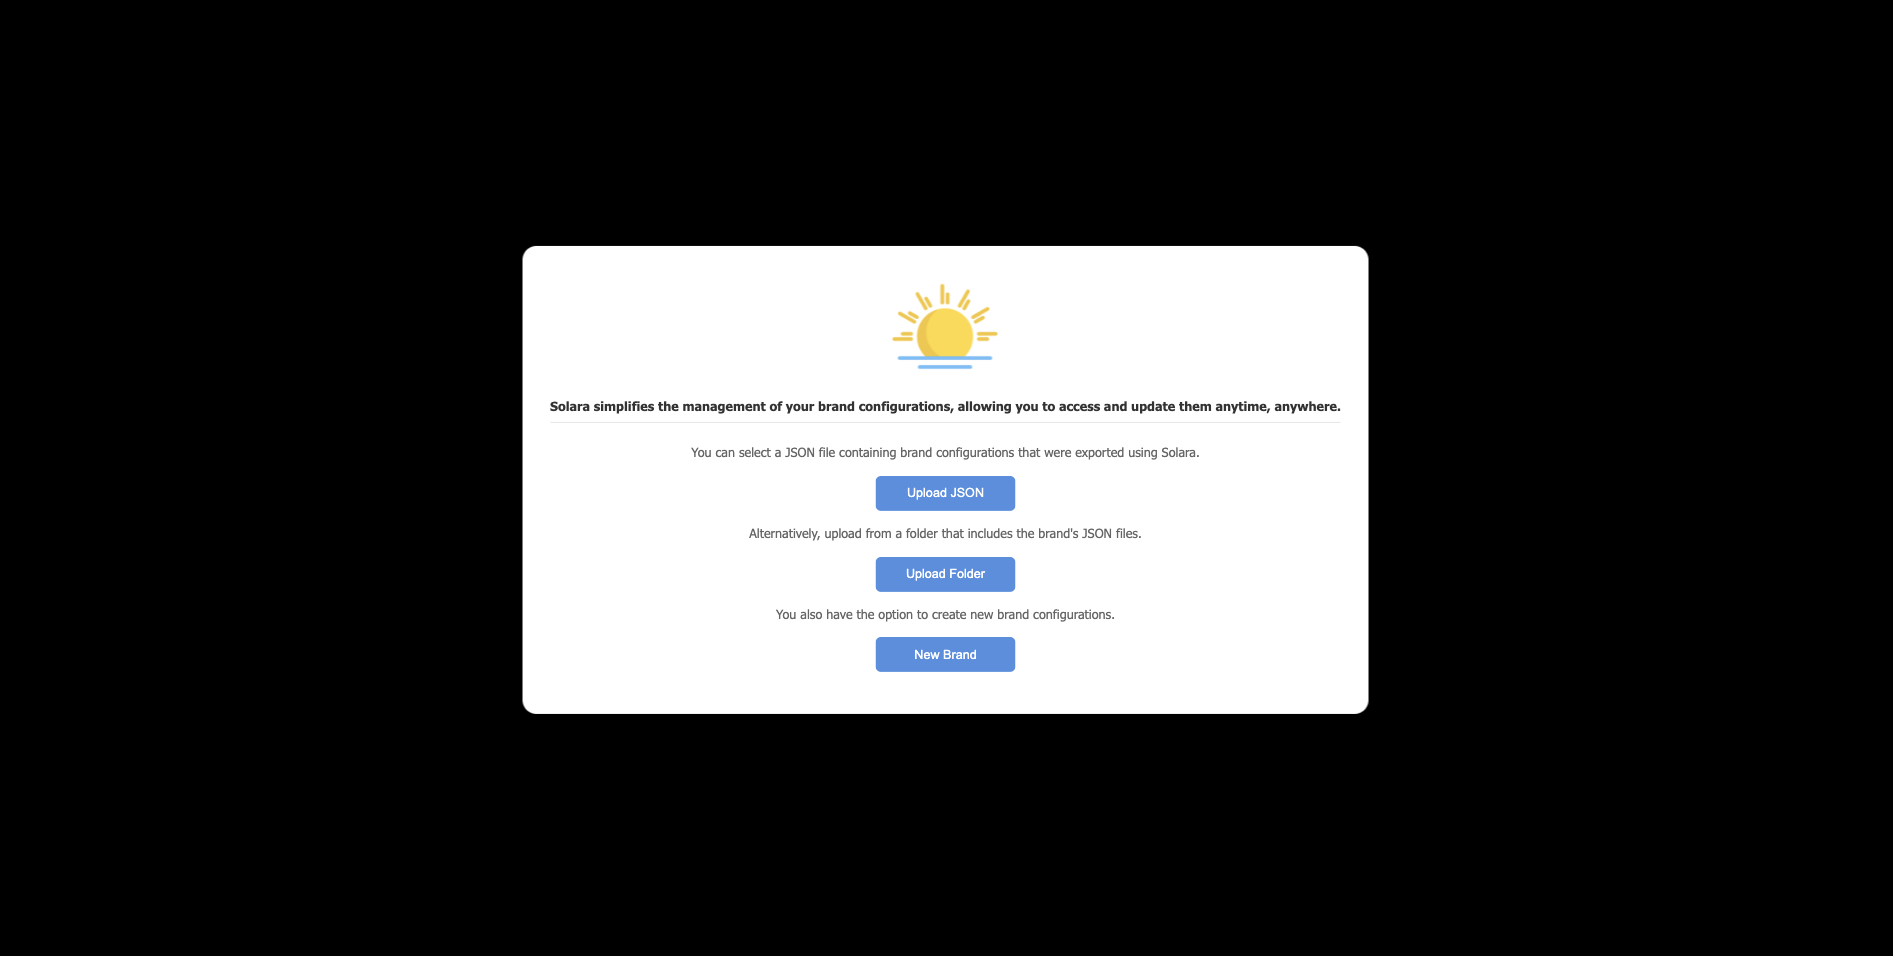 Solara simplifies the management of your brand configurations, allowing you to access and update them anytime, anywhere.
You can select a JSON file containing brand configurations that were exported using Solara.
Upload JSON
Alternatively, upload from a folder that includes the brand's JSON files.
Upload Folder
You also have the option to create new brand configurations.
New Brand